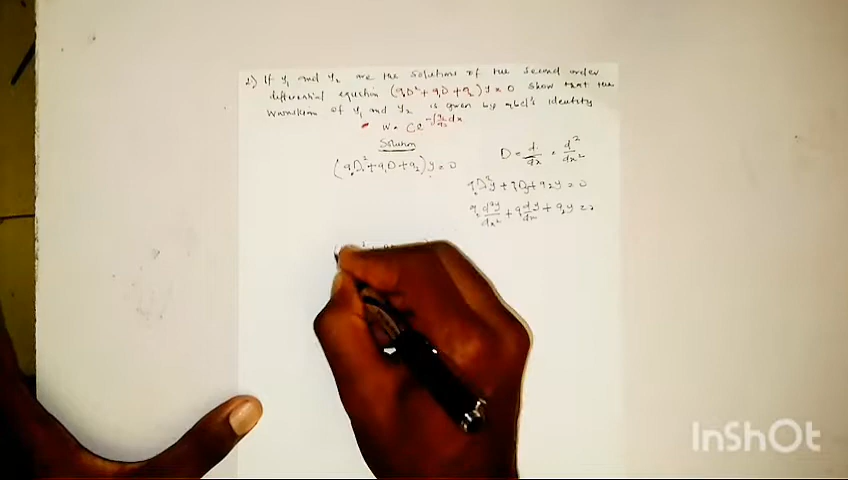 2) If y₁ and y₂ are the solutions of the second order
differential equation (a₀D² + a₁D + a₂)y = 0 show that the
Wronskian of y₁ and y₂ is given by Abel's Identity
W = Ce^(-∫a₁/a₀ dx)
Solution
(a₀D² + a₁D + a₂)y = 0
D = d/dx = d²/dx²
a₀D²y + a₁Dy + a₂y = 0
a₀ d²y/dx² + a₁ dy/dx + a₂y = 0
InShOt